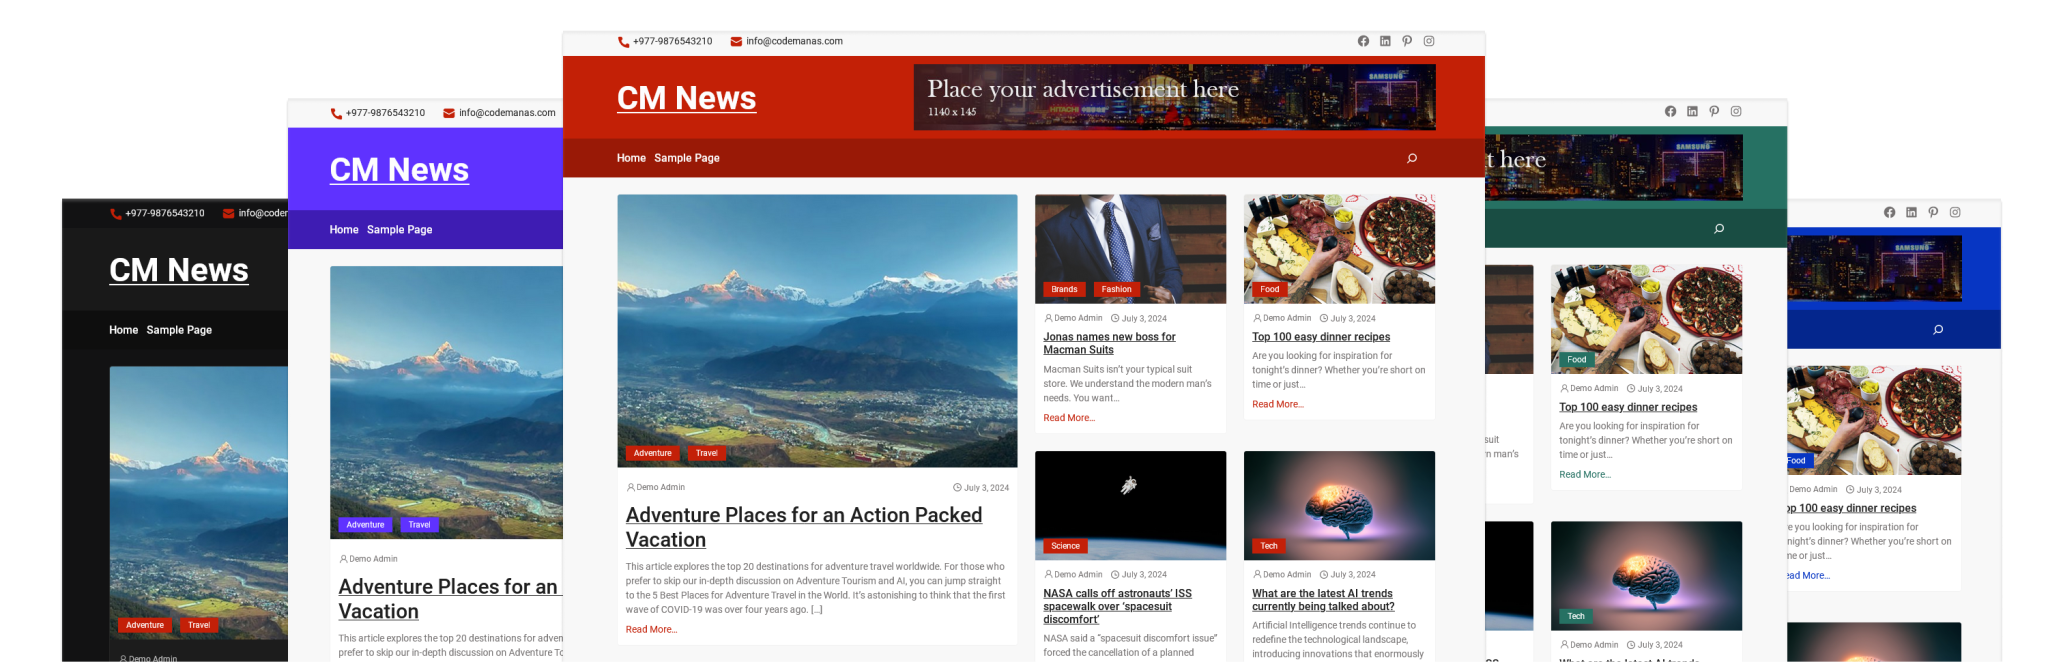 +977-9876543210 info@codemanas.com
CM News
Place your advertisement here
1140 x 145
SAMSUNG
HITACHI
Home Sample Page
Adventure Travel
Demo Admin July 3, 2024
Adventure Places for an Action Packed
Vacation
This article explores the top 20 destinations for adventure travel worldwide. For those who
prefer to skip our in-depth discussion on Adventure Tourism and AI, you can jump straight
to the 5 Best Places for Adventure Travel in the World. It's astonishing to think that the first
wave of COVID-19 was over four years ago. [...]
Read More...
Brands Fashion
Demo Admin July 3, 2024
Jonas names new boss for
Macman Suits
Macman Suits isn't your typical suit
store. We understand the modern man's
needs. You want...
Read More...
Food
Demo Admin July 3, 2024
Top 100 easy dinner recipes
Are you looking for inspiration for
tonight's dinner? Whether you're short on
time or just...
Read More...
Science
Demo Admin July 3, 2024
NASA calls off astronauts' ISS
spacewalk over 'spacesuit
discomfort'
NASA said a "spacesuit discomfort issue"
forced the cancellation of a planned
Tech
Demo Admin July 3, 2024
What are the latest AI trends
currently being talked about?
Artificial Intelligence trends continue to
redefine the technological landscape,
introducing innovations that enormously
+977-9876543210 info@codemanas.com
CM News
Home Sample Page
Adventure Travel
Demo Admin
Adventure Places for an
Vacation
This article explores the top 20 destinations for adven
prefer to skip our in-depth discussion on Adventure To
+977-9876543210 info@coder
CM News
Home Sample Page
Adventure Travel
Demo Admin
t here
SAMSUNG
suit
n man's
Food
Demo Admin July 3, 2024
Top 100 easy dinner recipes
Are you looking for inspiration for
tonight's dinner? Whether you're short on
time or just...
Read More...
Tech
Demo Admin July 3, 2024
What are the latest AI trends
SAMSUNG
Food
Demo Admin July 3, 2024
op 100 easy dinner recipes
e you looking for inspiration for
night's dinner? Whether you're short on
me or just...
ead More...